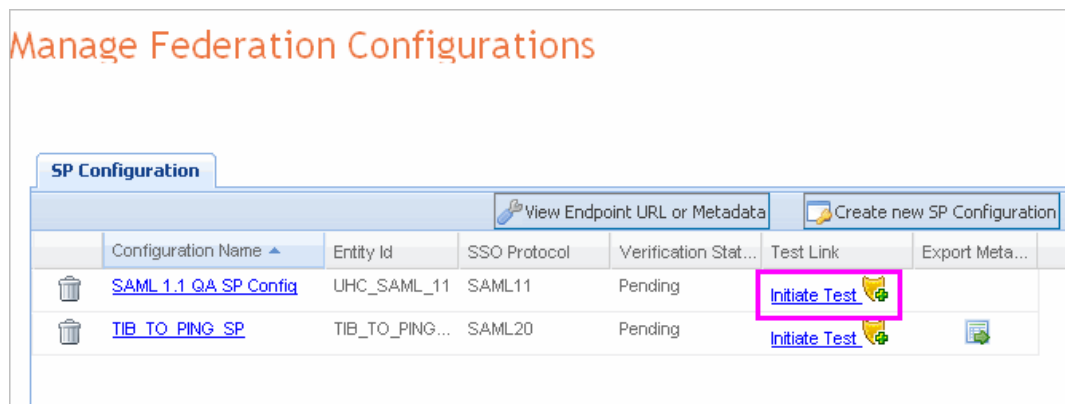 Manage Federation Configurations
SP Configuration
View Endpoint URL or Metadata Create new SP Configuration
Configuration Name Entity Id SSO Protocol Verification Stat... Test Link Export Meta...
SAML 1.1 QA SP Config UHC_SAML_11 SAML11 Pending Initiate Test
TIB_TO_PING_SP TIB_TO_PING... SAML20 Pending Initiate Test